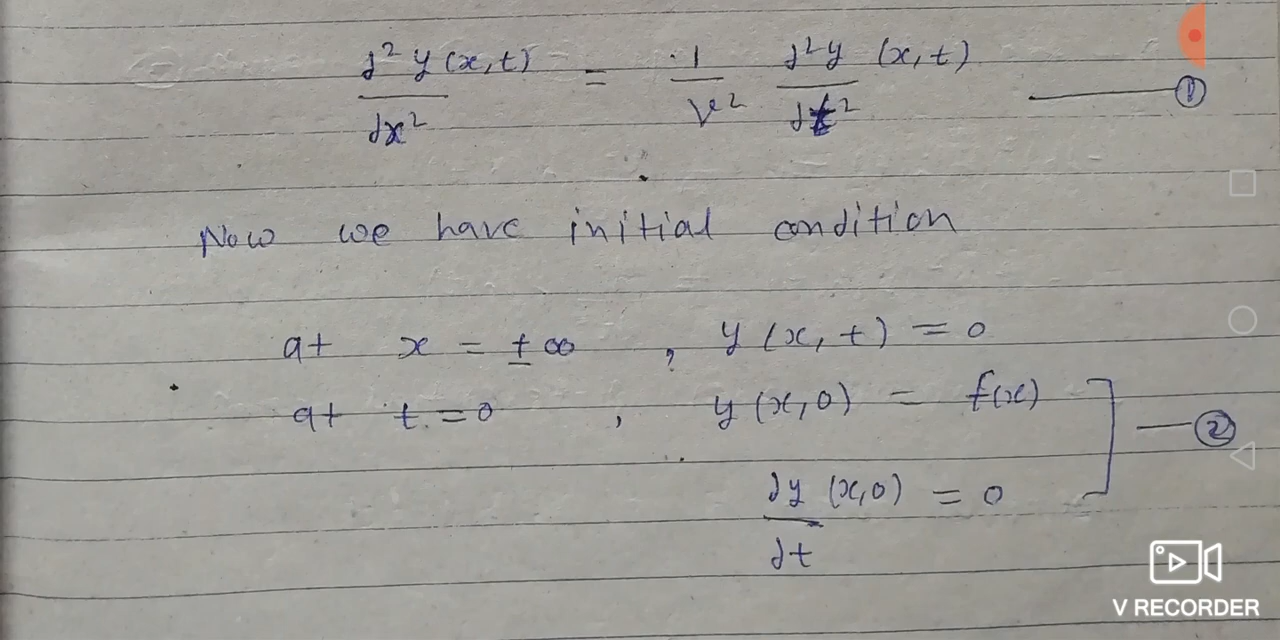 ∂²y(x,t)/∂x² = 1/v² ∂²y/∂t² (x,t) — ①
Now we have initial condition
at x = ± ∞ , y(x,t) = 0
at t = 0 , y(x,0) = f(x)
— ②
∂y/∂t (x,0) = 0
V RECORDER